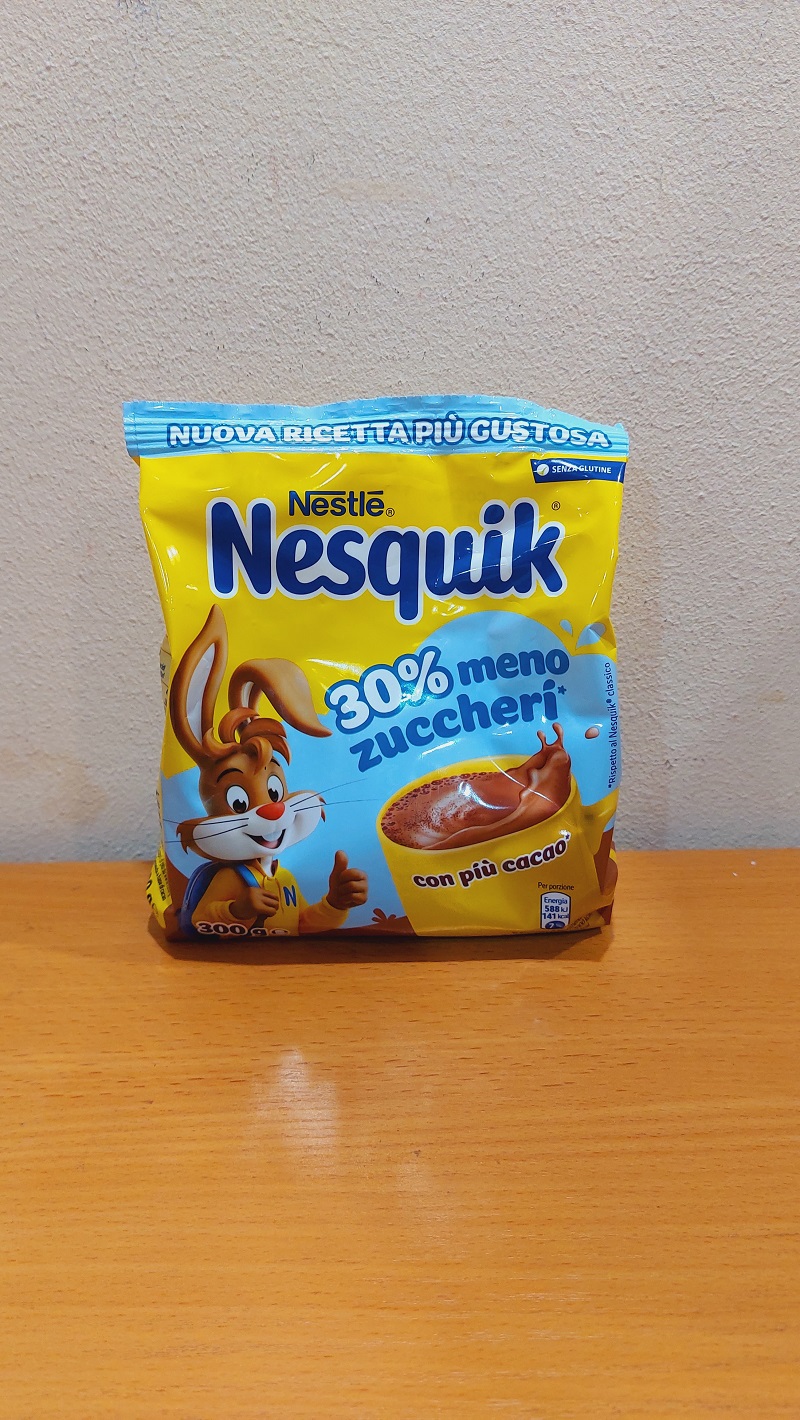 NUOVA RICETTA PIÙ GUSTOSA
SENZA GLUTINE
Nestlé®
Nesquik®
30% meno
zuccheri*
*Rispetto al Nesquik® classico
con più cacao*
N
Per porzione
Energia
588 kJ
141 kcal
7%
300 g e